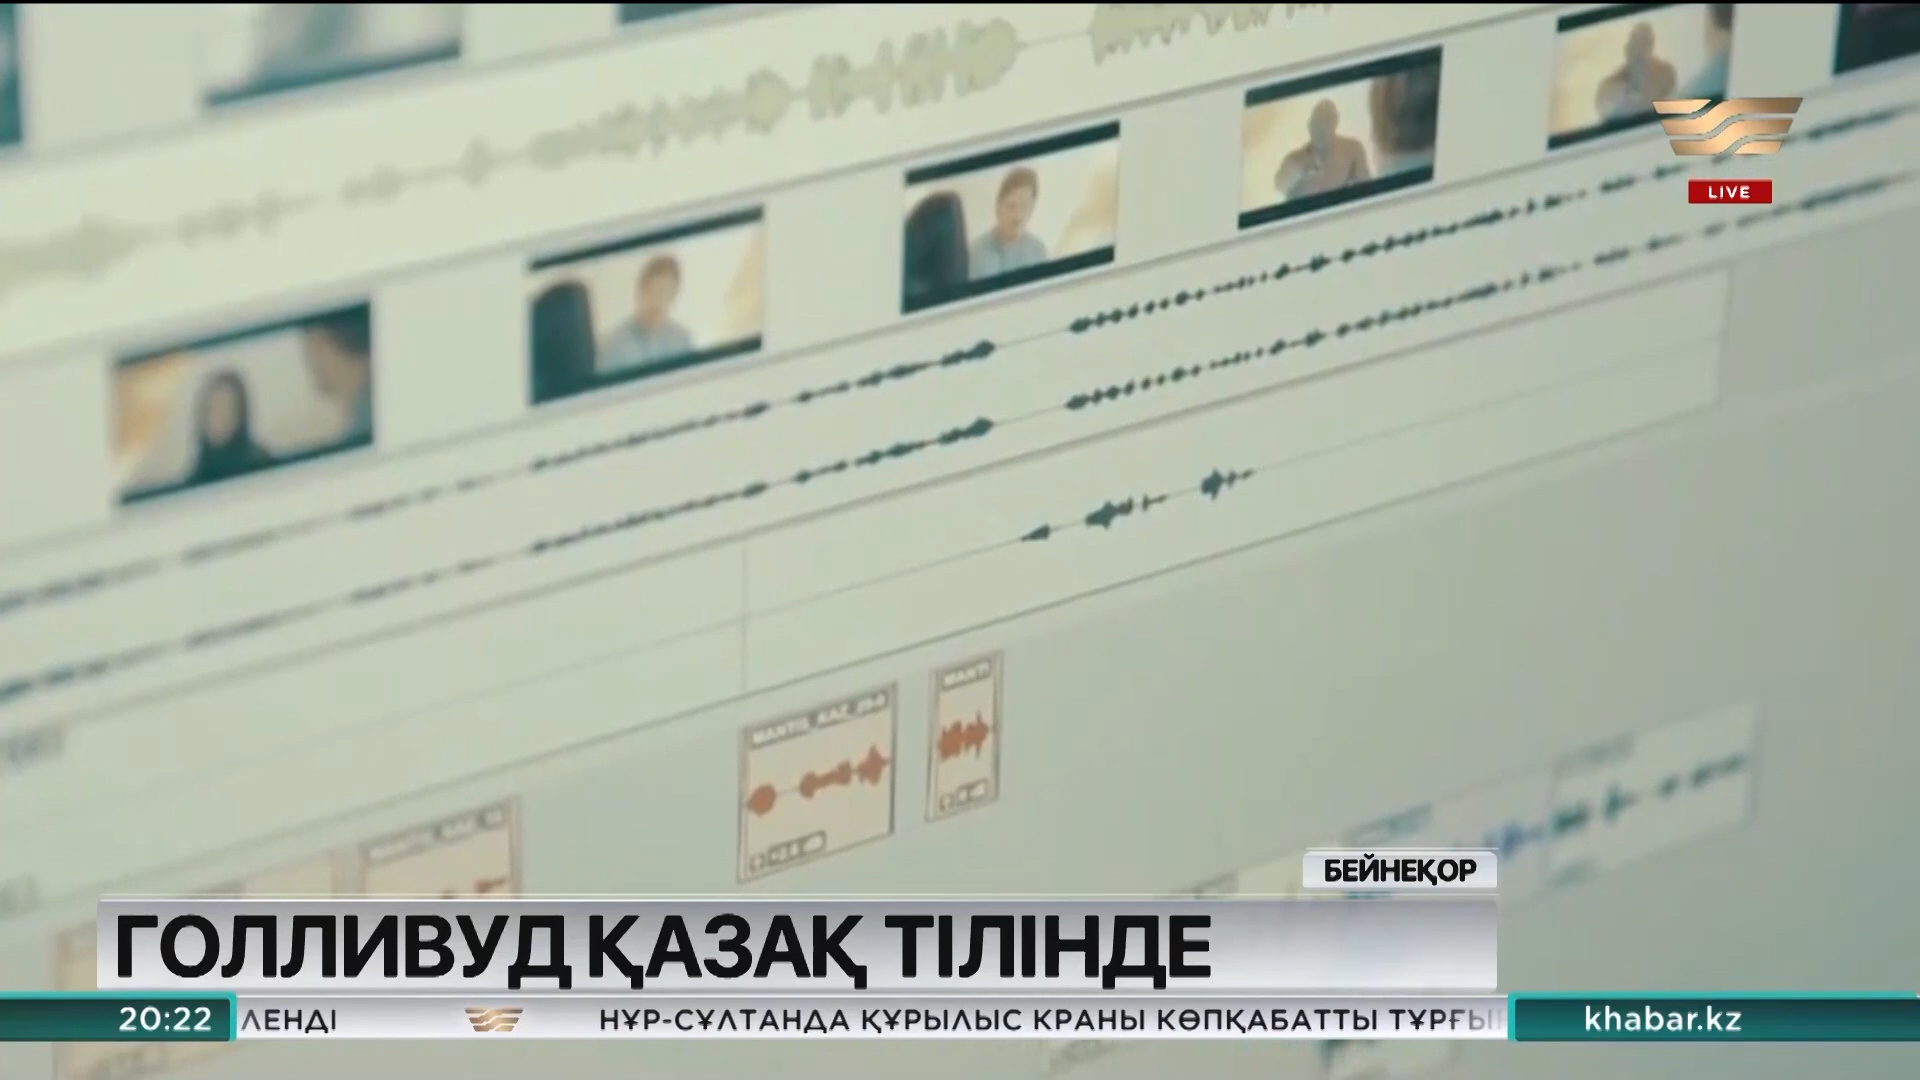 LIVE
БЕЙНЕҚОР
ГОЛЛИВУД ҚАЗАҚ ТІЛІНДЕ
20:22
ЛЕНДІ
НҰР-СҰЛТАНДА ҚҰРЫЛЫС КРАНЫ КӨПҚАБАТТЫ ТҰРҒЫ
khabar.kz